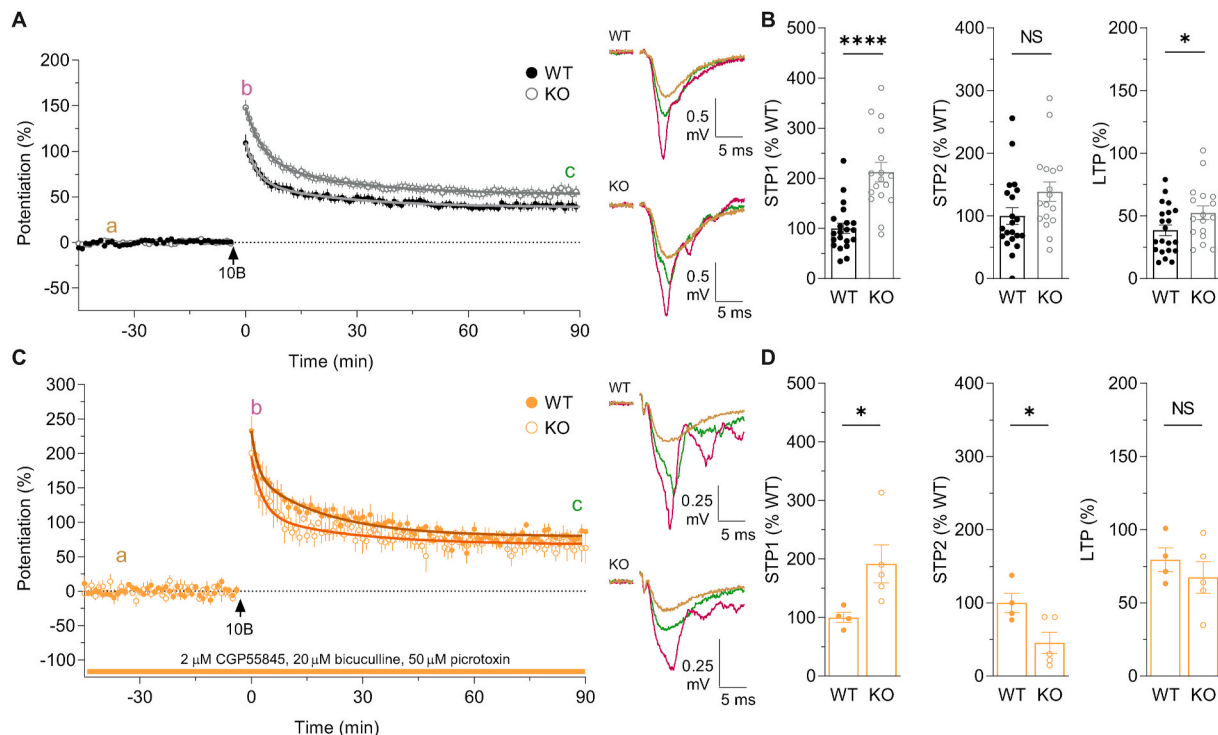 A
Potentiation (%)
200
150
100
50
0
-50
b
WT
KO
c
a
10B
-30
0
30
60
90
Time (min)
WT
0.5
mV
5 ms
KO
0.5
mV
5 ms
B
STP1 (% WT)
500
400
300
200
100
0
****
WT KO
STP2 (% WT)
400
300
200
100
0
NS
WT KO
LTP (%)
200
150
100
50
0
*
WT KO
C
Potentiation (%)
300
250
200
150
100
50
0
-50
-100
b
WT
KO
c
a
10B
2 µM CGP55845, 20 µM bicuculline, 50 µM picrotoxin
-30
0
30
60
90
Time (min)
WT
0.25
mV
5 ms
KO
0.25
mV
5 ms
D
STP1 (% WT)
500
400
300
200
100
0
*
WT KO
STP2 (% WT)
400
300
200
100
0
*
WT KO
LTP (%)
200
150
100
50
0
NS
WT KO